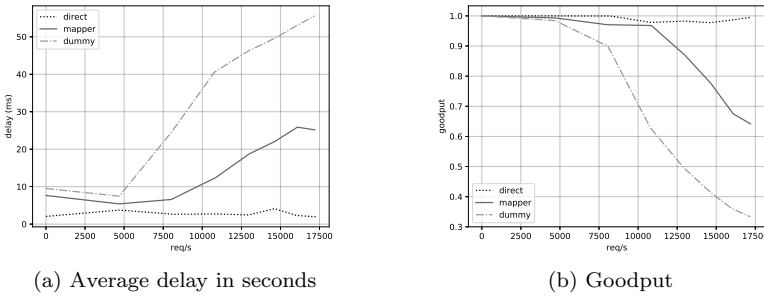 direct
mapper
dummy
50
40
30
20
10
0
delay (ms)
0 2500 5000 7500 10000 12500 15000 17500
req/s
(a) Average delay in seconds
1.0
0.9
0.8
0.7
0.6
0.5
0.4
0.3
goodput
direct
mapper
dummy
0 2500 5000 7500 10000 12500 15000 17500
req/s
(b) Goodput